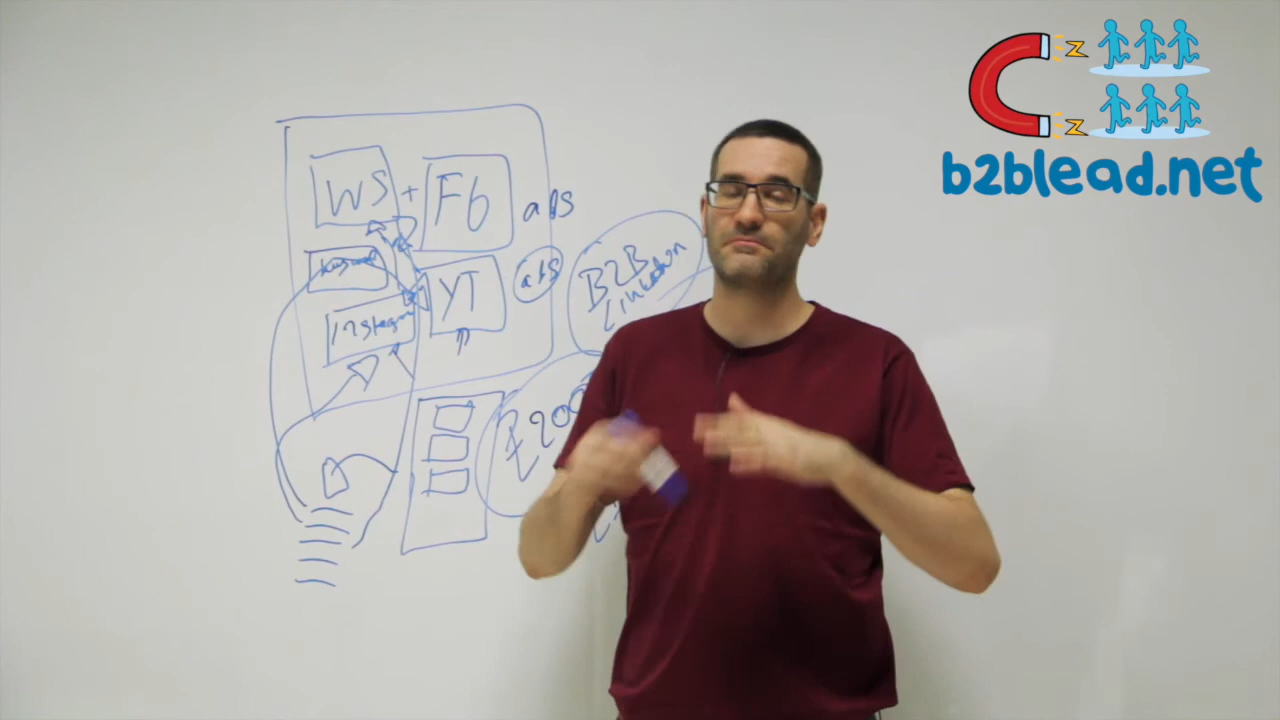 b2blead.net
WS + Fb ads
YT ads
Instagram
B2B
Linkedin